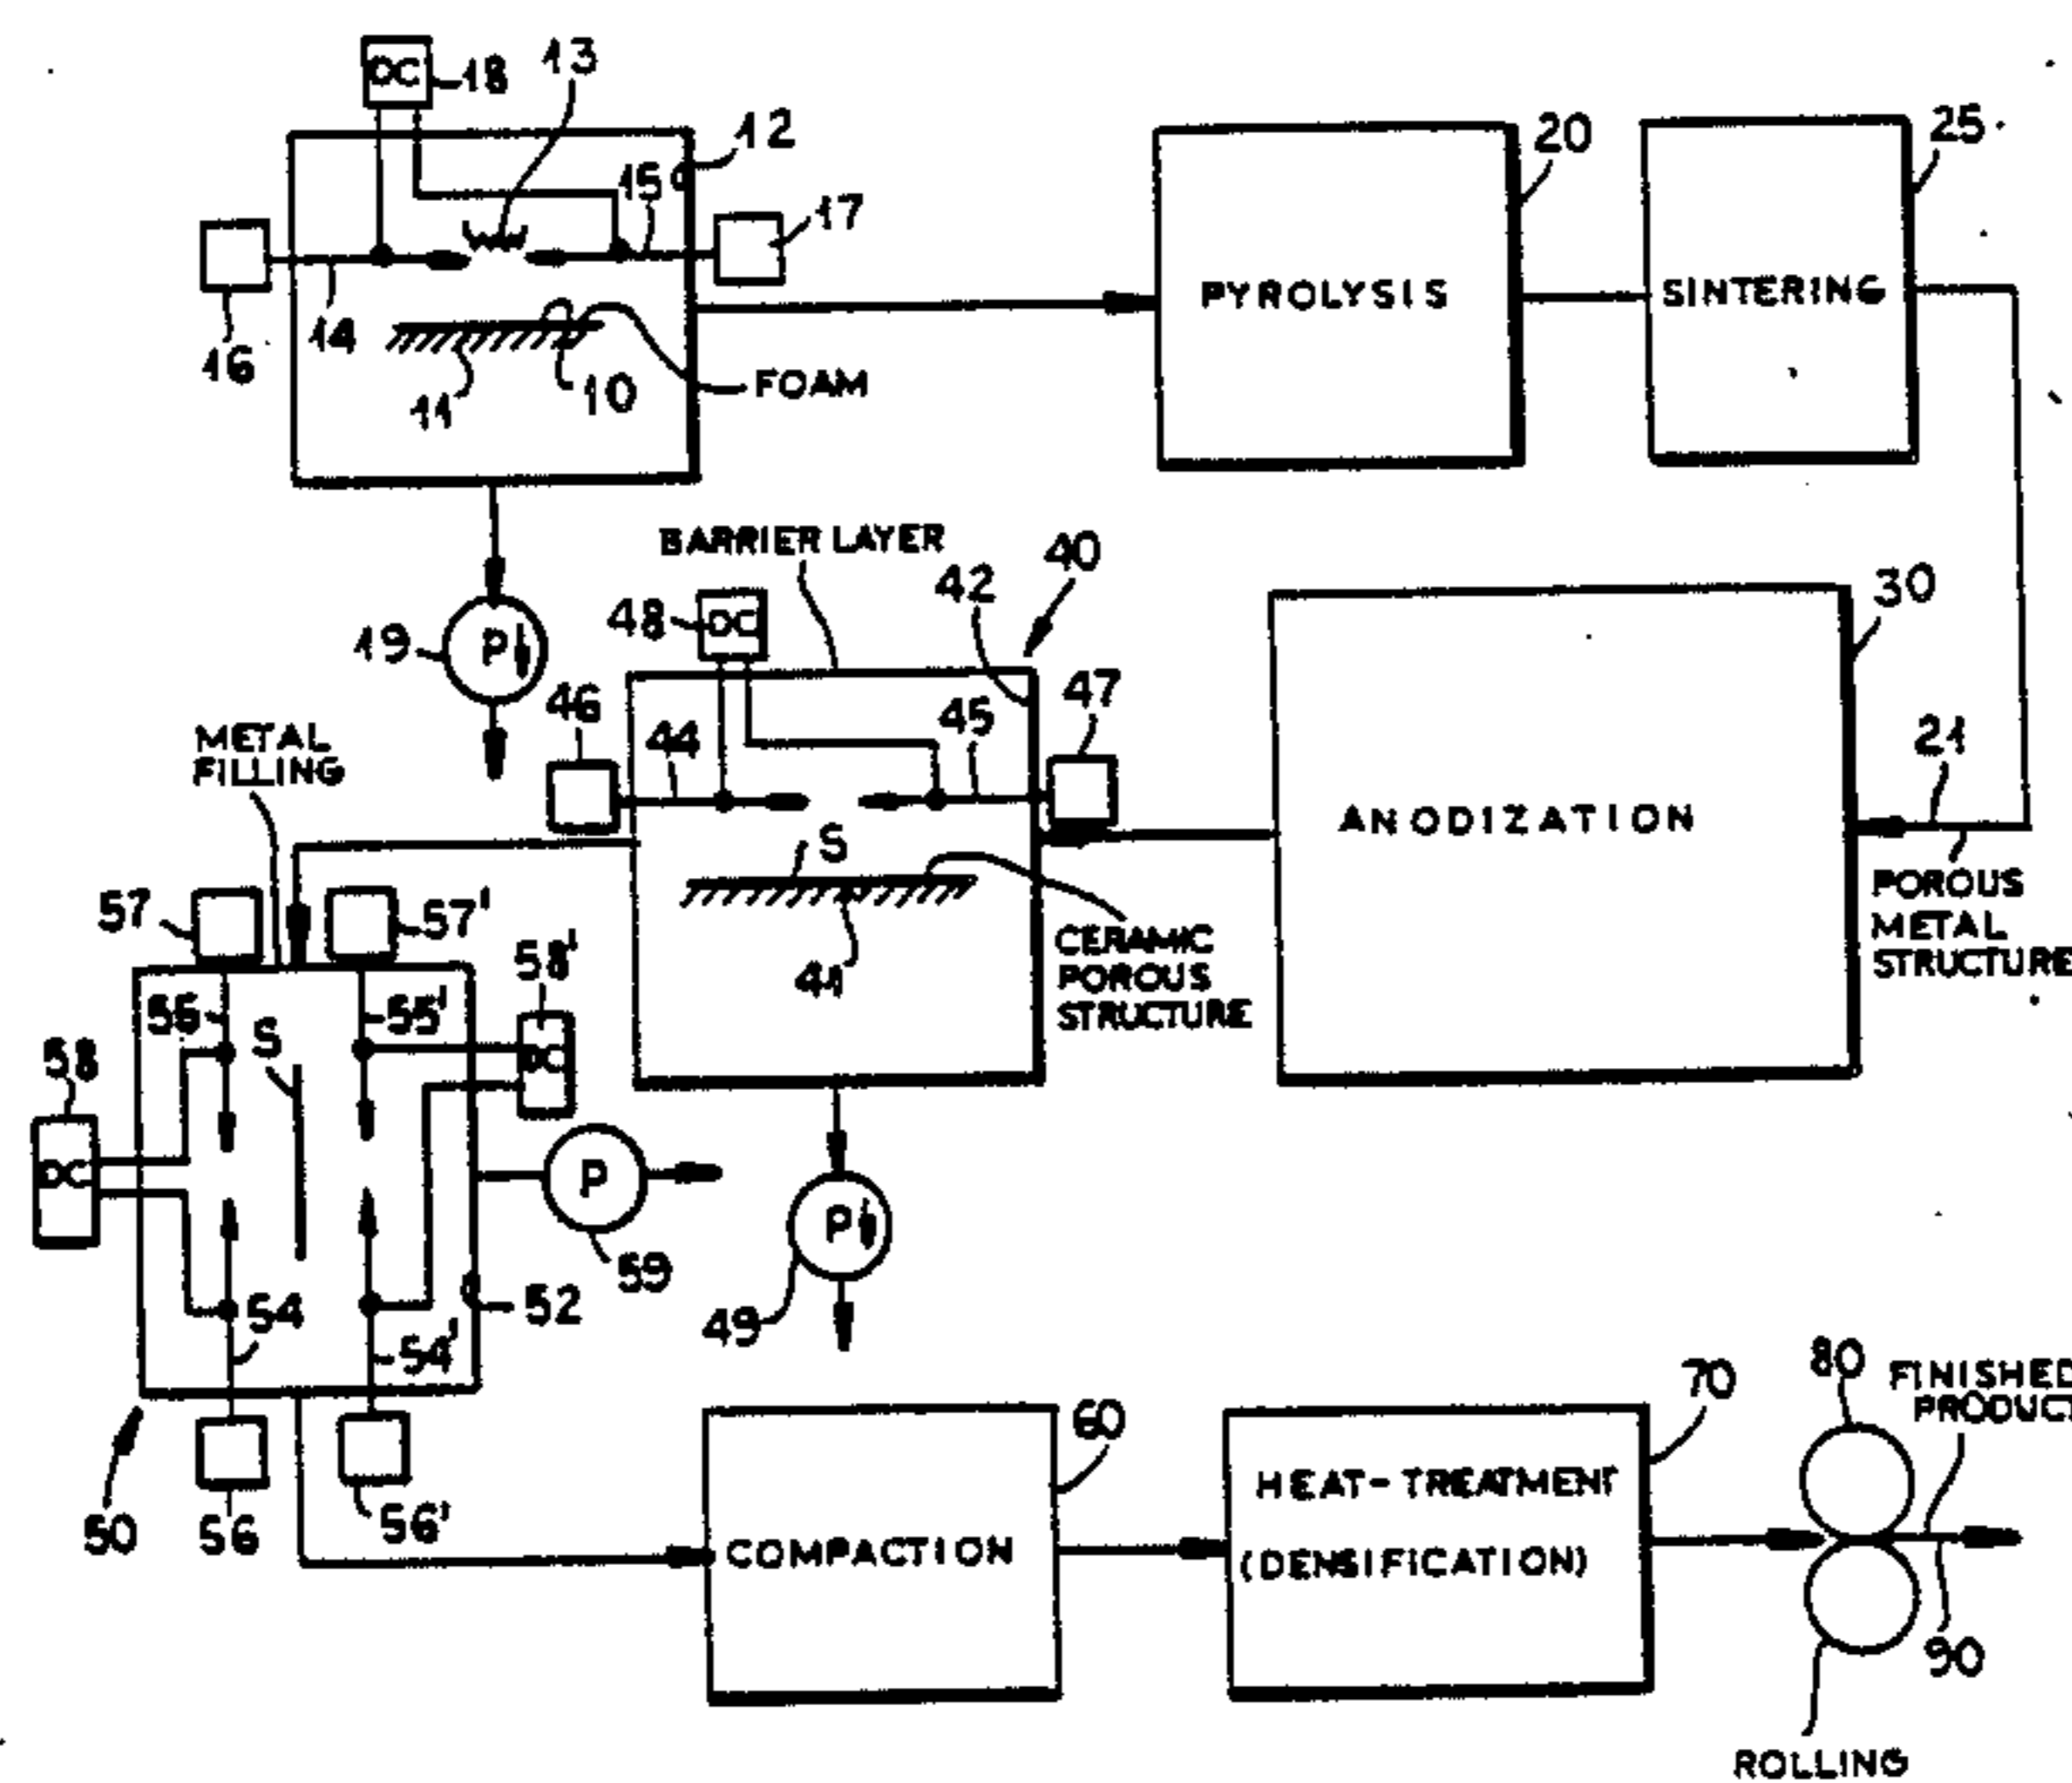 DC
18
13
12
15
17
16
14
11
10
FOAM
20
PYROLYSIS
25
SINTERING
19
P
BARRIER LAYER
40
42
48
DC
46
44
45
47
30
ANODIZATION
21
POROUS
METAL
STRUCTURE
METAL
FILLING
S
41
CERAMIC
POROUS
STRUCTURE
57
57'
58'
DC
55
55'
S
58
DC
P
59
P
49
54
54'
52
50
56
56'
60
COMPACTION
70
HEAT-TREATMENT
(DENSIFICATION)
80
FINISHED
PRODUCT
90
ROLLING